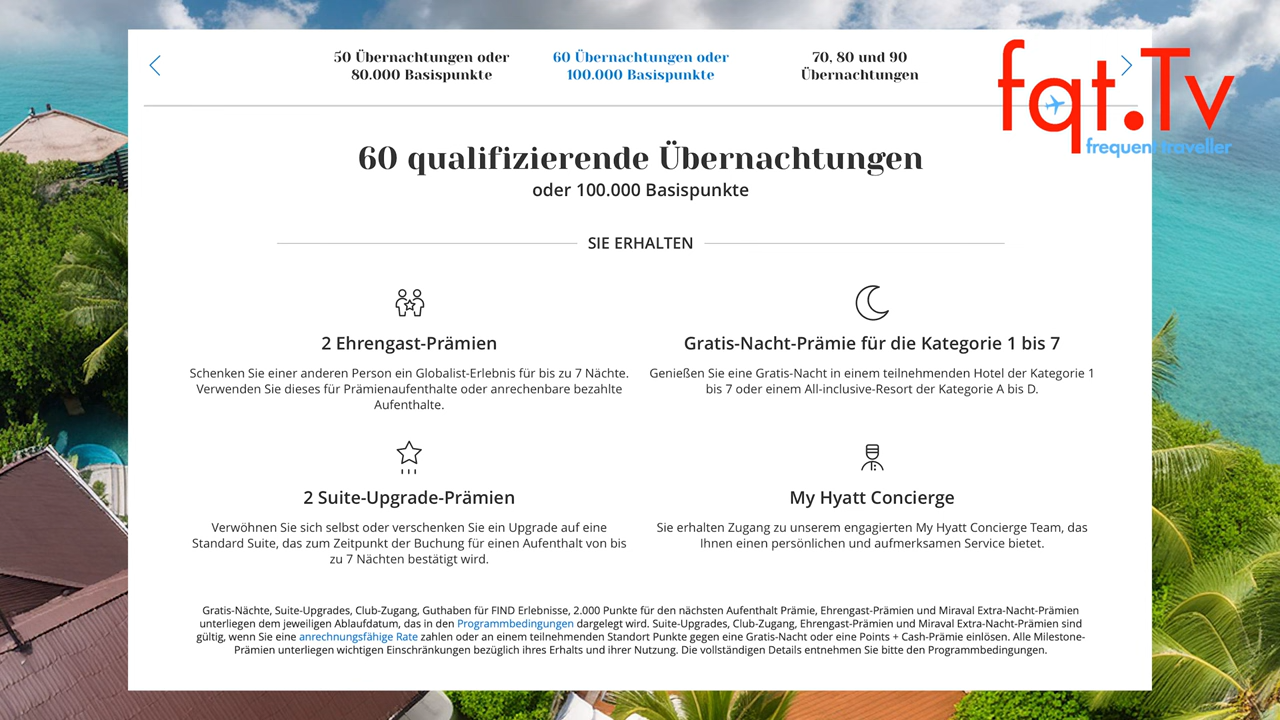 50 Übernachtungen oder
80.000 Basispunkte
60 Übernachtungen oder
100.000 Basispunkte
70, 80 und 90
Übernachtungen
fqt.Tv
frequent traveller
60 qualifizierende Übernachtungen
oder 100.000 Basispunkte
SIE ERHALTEN
2 Ehrengast-Prämien
Schenken Sie einer anderen Person ein Globalist-Erlebnis für bis zu 7 Nächte.
Verwenden Sie dieses für Prämienaufenthalte oder anrechenbare bezahlte
Aufenthalte.
Gratis-Nacht-Prämie für die Kategorie 1 bis 7
Genießen Sie eine Gratis-Nacht in einem teilnehmenden Hotel der Kategorie 1
bis 7 oder einem All-inclusive-Resort der Kategorie A bis D.
2 Suite-Upgrade-Prämien
Verwöhnen Sie sich selbst oder verschenken Sie ein Upgrade auf eine
Standard Suite, das zum Zeitpunkt der Buchung für einen Aufenthalt von bis
zu 7 Nächten bestätigt wird.
My Hyatt Concierge
Sie erhalten Zugang zu unserem engagierten My Hyatt Concierge Team, das
Ihnen einen persönlichen und aufmerksamen Service bietet.
Gratis-Nächte, Suite-Upgrades, Club-Zugang, Guthaben für FIND Erlebnisse, 2.000 Punkte für den nächsten Aufenthalt Prämie, Ehrengast-Prämien und Miraval Extra-Nacht-Prämien
unterliegen dem jeweiligen Ablaufdatum, das in den Programmbedingungen dargelegt wird. Suite-Upgrades, Club-Zugang, Ehrengast-Prämien und Miraval Extra-Nacht-Prämien sind
gültig, wenn Sie eine anrechnungsfähige Rate zahlen oder an einem teilnehmenden Standort Punkte gegen eine Gratis-Nacht oder eine Points + Cash-Prämie einlösen. Alle Milestone-
Prämien unterliegen wichtigen Einschränkungen bezüglich ihres Erhalts und ihrer Nutzung. Die vollständigen Details entnehmen Sie bitte den Programmbedingungen.